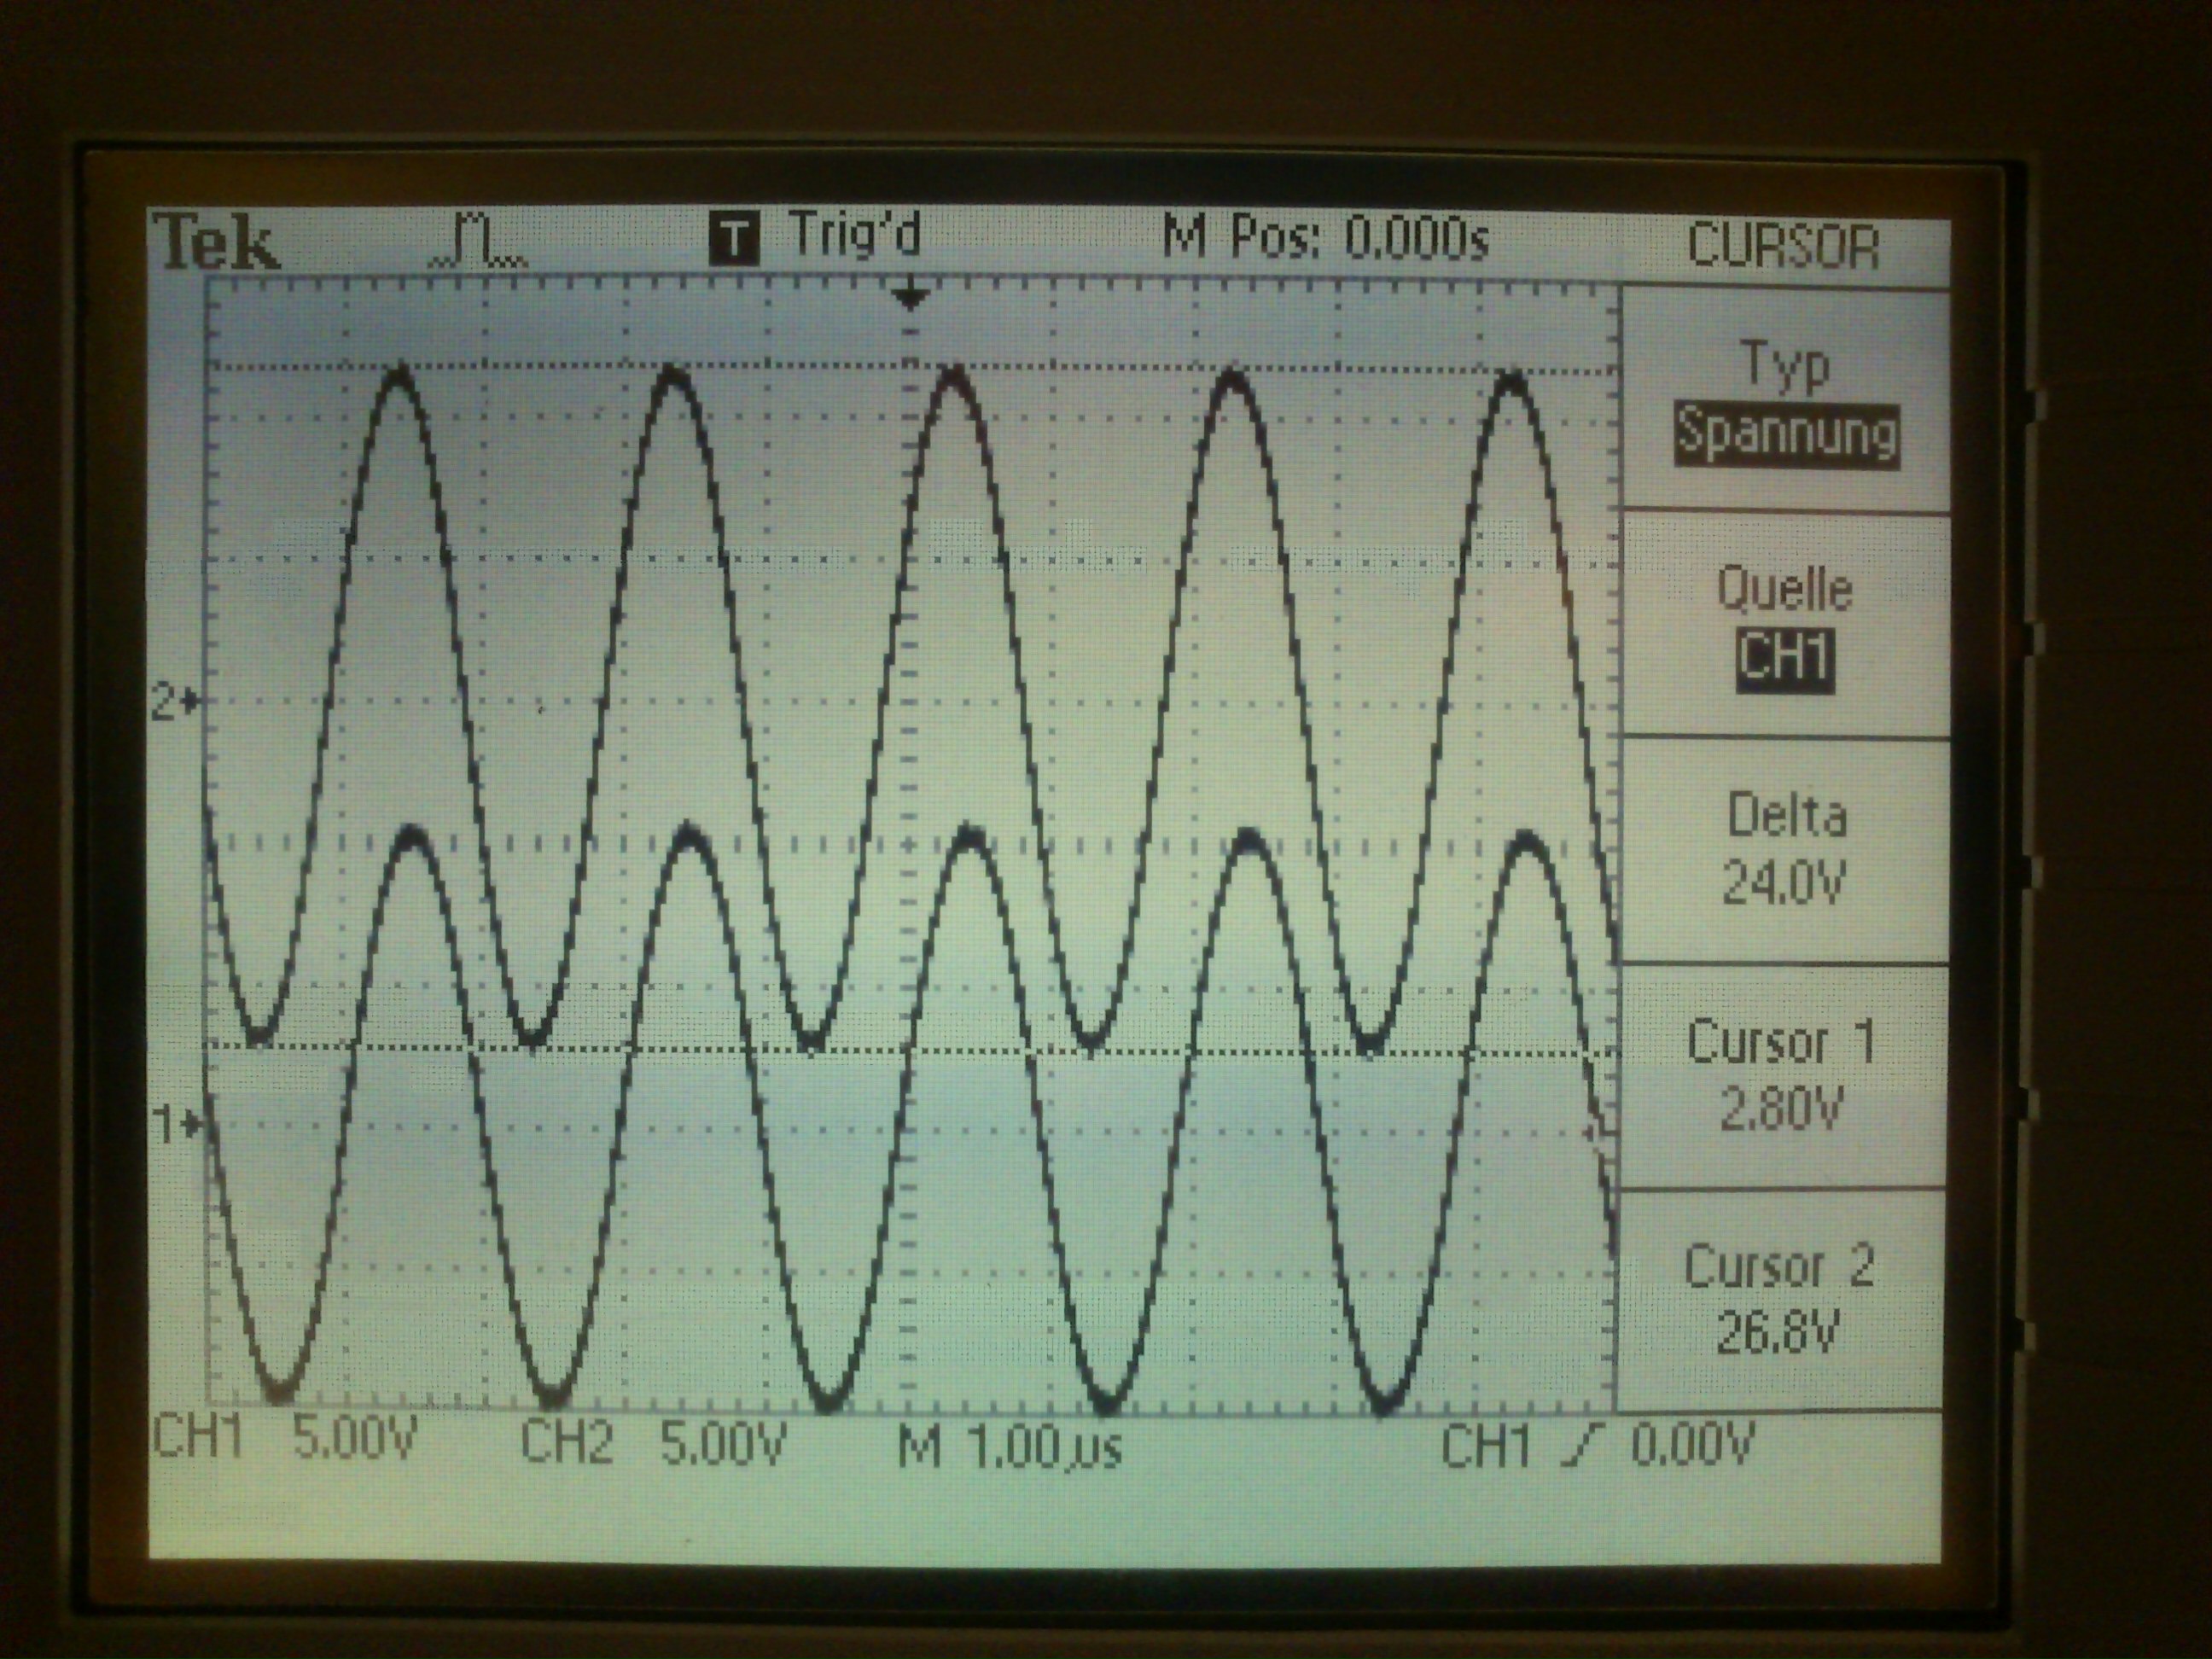 Tek T Trig'd M Pos: 0.000s CURSOR
Typ
Spannung
Quelle
CH1
2
Delta
24.0V
Cursor 1
2.80V
1
Cursor 2
26.8V
CH1 5.00V CH2 5.00V M 1.00µs CH1 0.00V